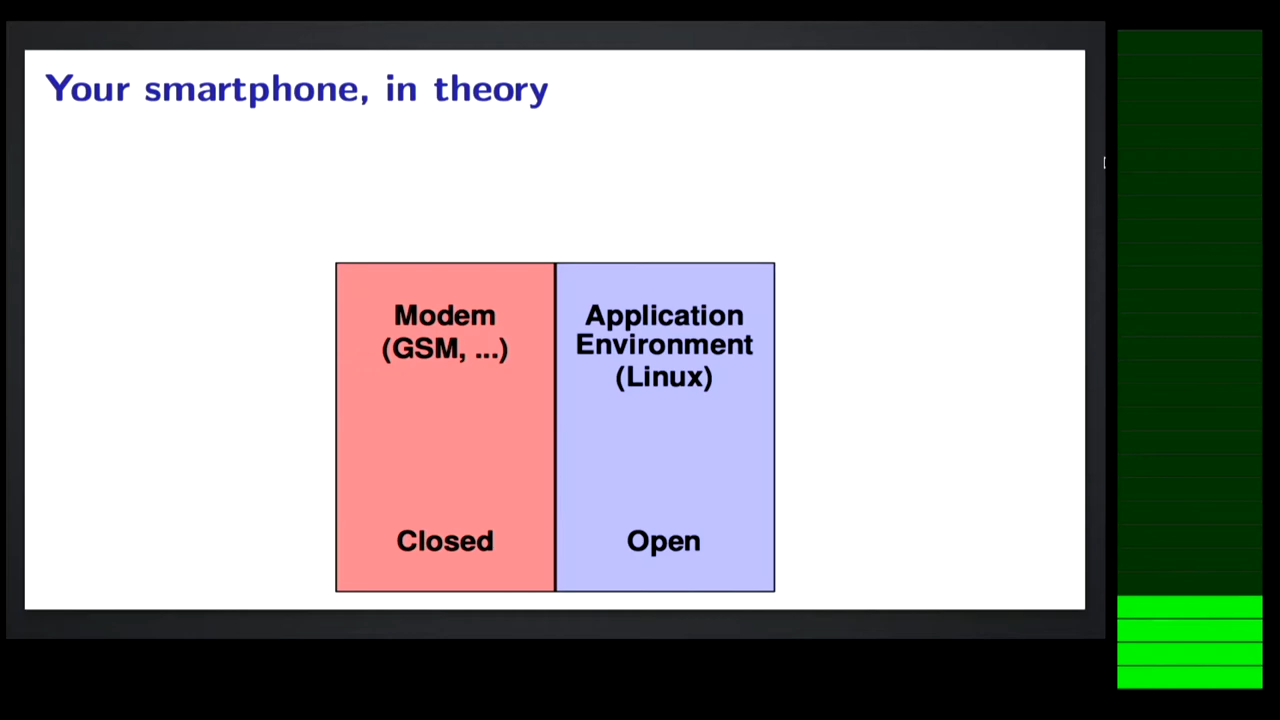 Your smartphone, in theory
Modem
(GSM, ...)
Closed
Application
Environment
(Linux)
Open